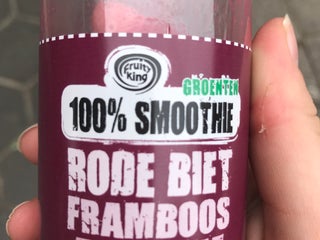 fruity
king
GROENTEN
100% SMOOTHIE
RODE BIET
FRAMBOOS